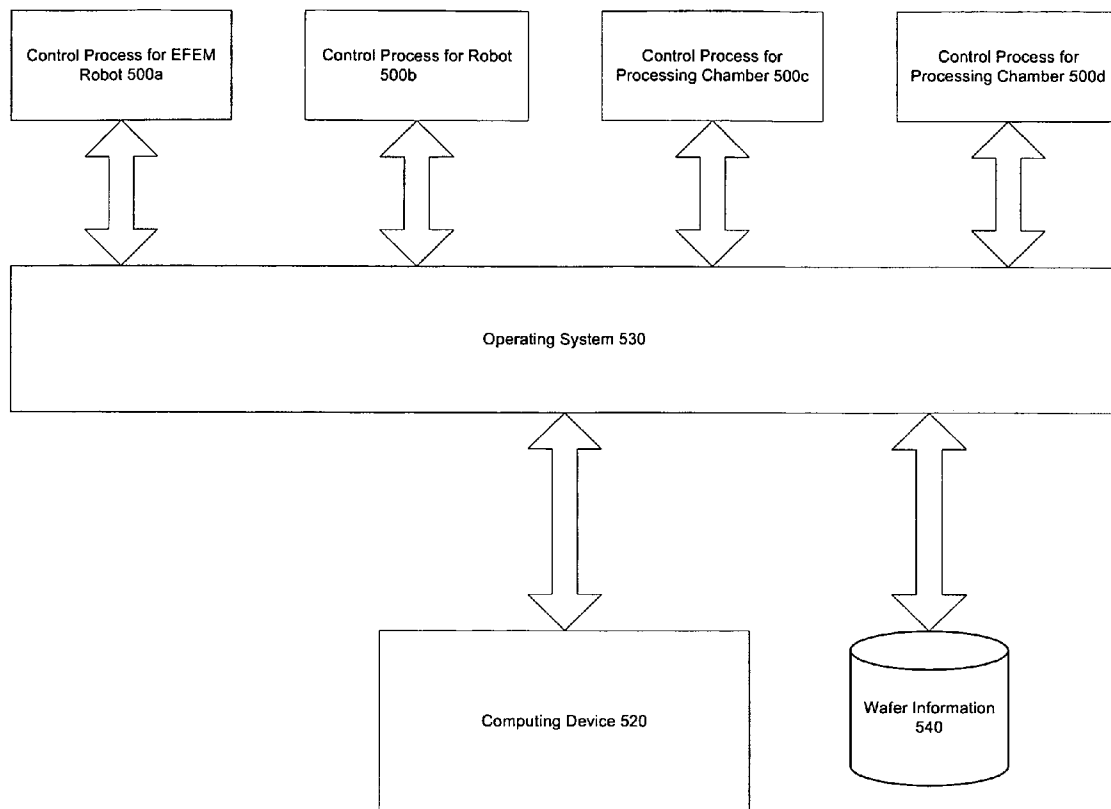 Control Process for EFEM
Robot 500a
Control Process for Robot
500b
Control Process for
Processing Chamber 500c
Control Process for
Processing Chamber 500d
Operating System 530
Computing Device 520
Wafer Information
540